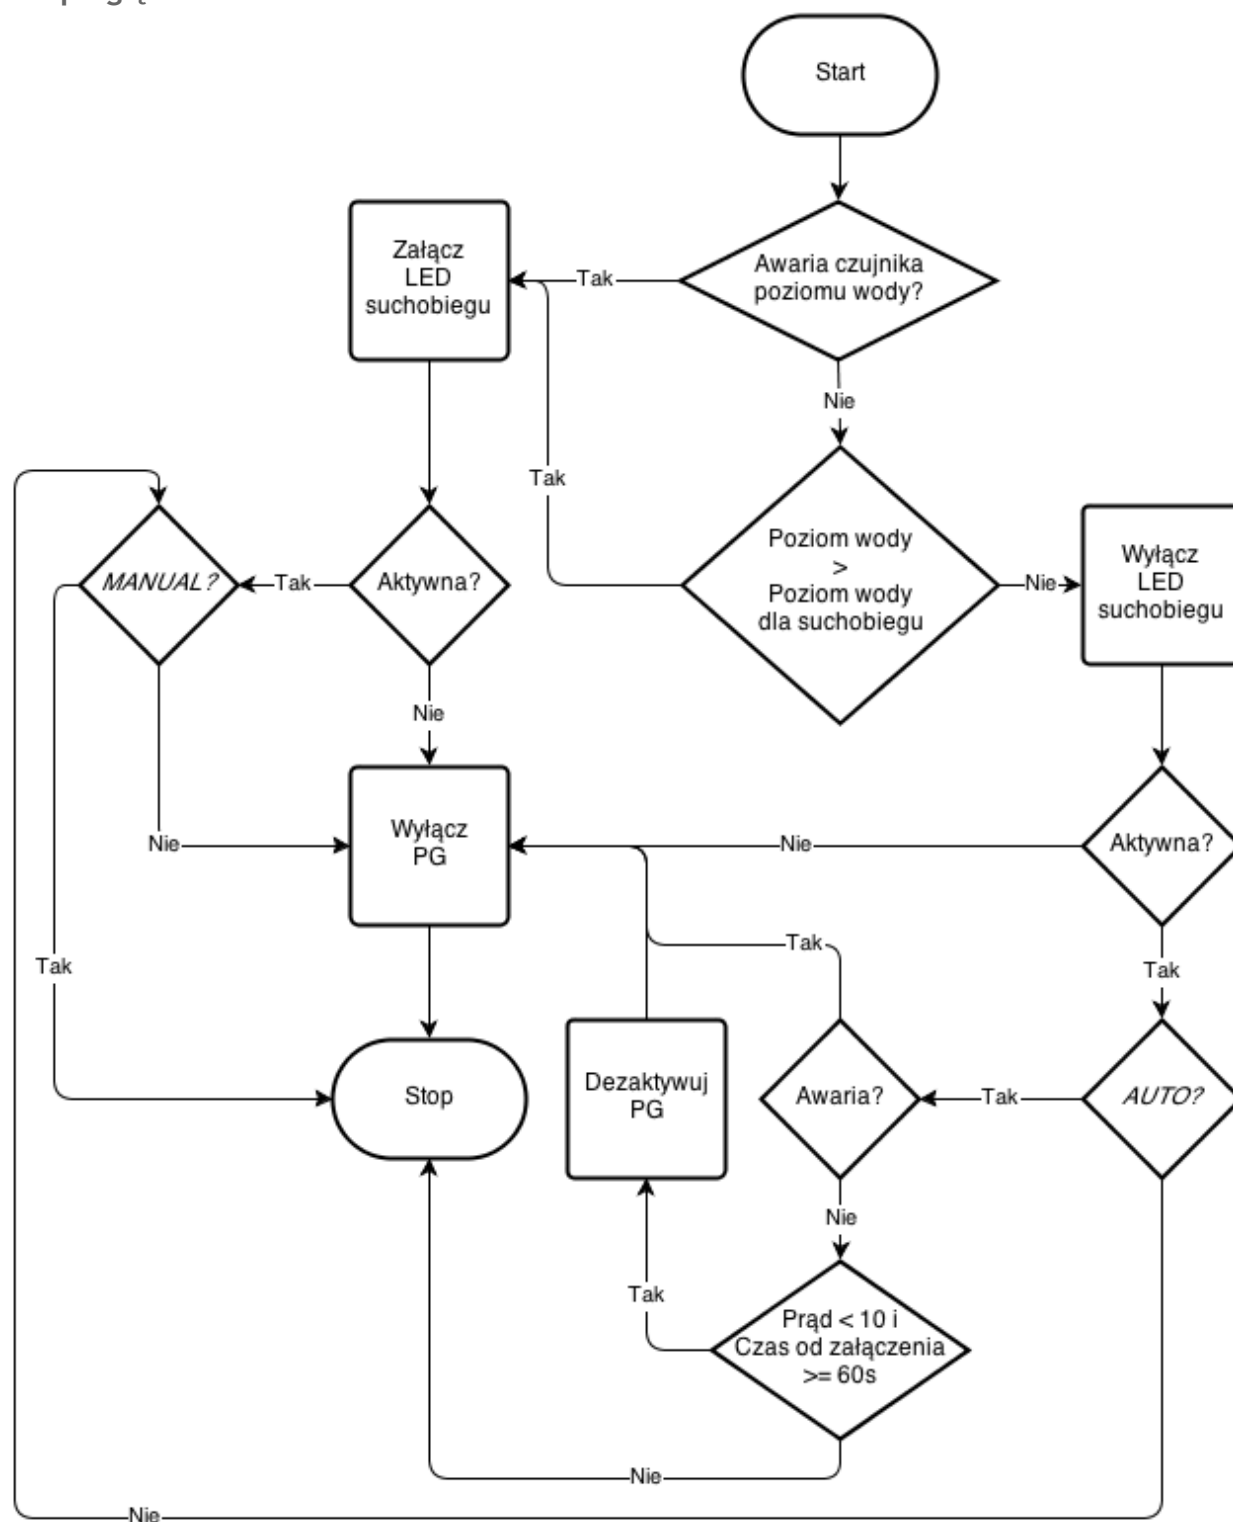 Start
Awaria czujnika
poziomu wody?
Tak
Załącz
LED
suchobiegu
Nie
Tak
Poziom wody
>
Poziom wody
dla suchobiegu
Nie
Wyłącz
LED
suchobiegu
MANUAL?
Tak
Aktywna?
Nie
Wyłącz
PG
Nie
Nie
Aktywna?
Tak
Tak
Tak
Stop
Dezaktywuj
PG
Awaria?
Tak
AUTO?
Nie
Tak
Prąd < 10 i
Czas od załączenia
>= 60s
Nie
Nie